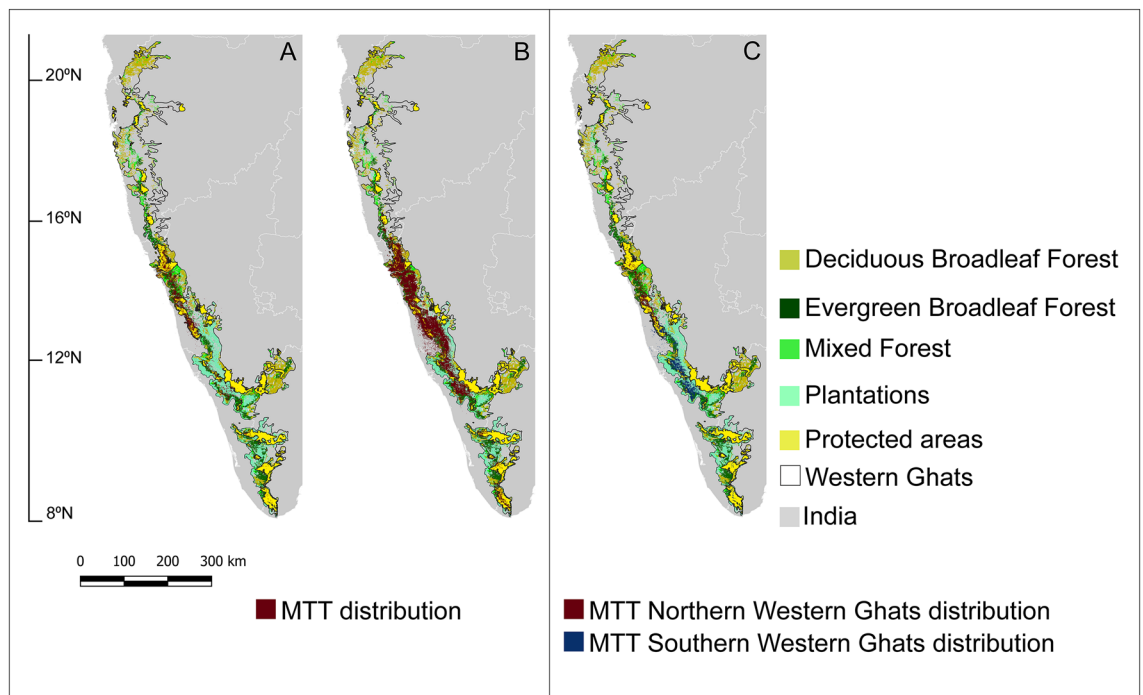 A
B
C
20ºN
16ºN
12ºN
8ºN
Deciduous Broadleaf Forest
Evergreen Broadleaf Forest
Mixed Forest
Plantations
Protected areas
Western Ghats
India
0 100 200 300 km
MTT distribution
MTT Northern Western Ghats distribution
MTT Southern Western Ghats distribution